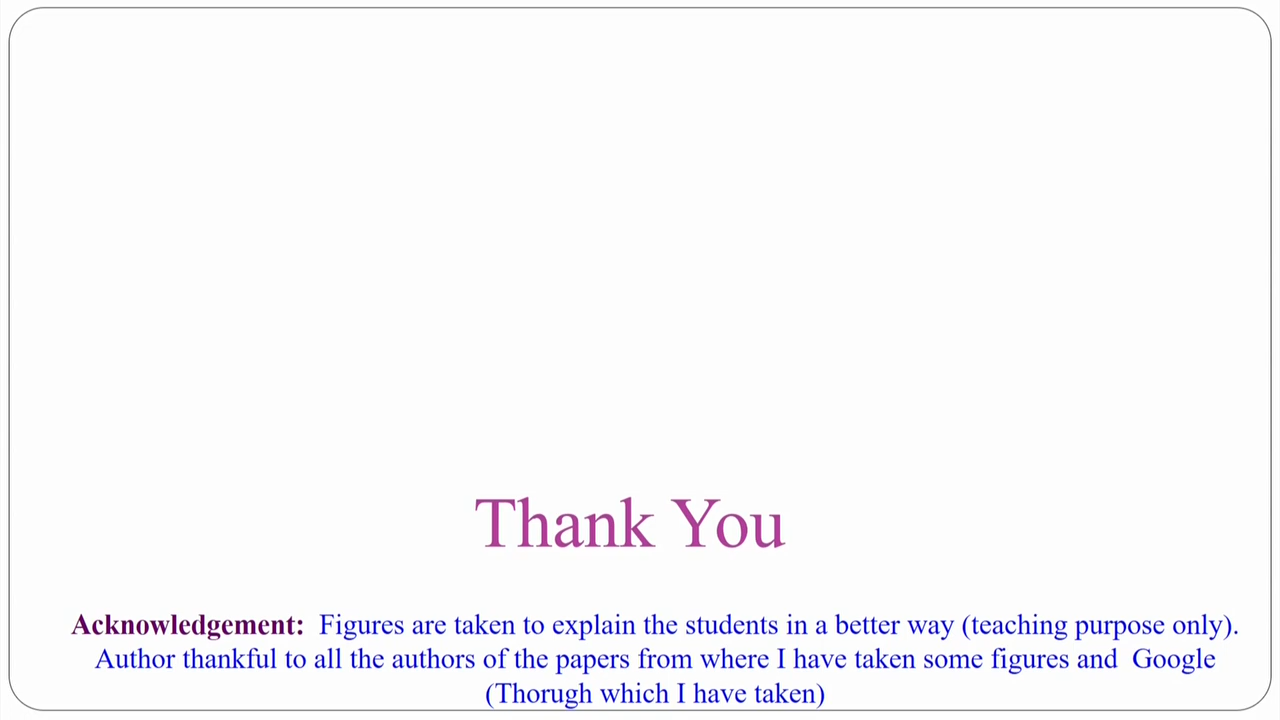 Thank You
Acknowledgement: Figures are taken to explain the students in a better way (teaching purpose only).
Author thankful to all the authors of the papers from where I have taken some figures and Google
(Thorugh which I have taken)